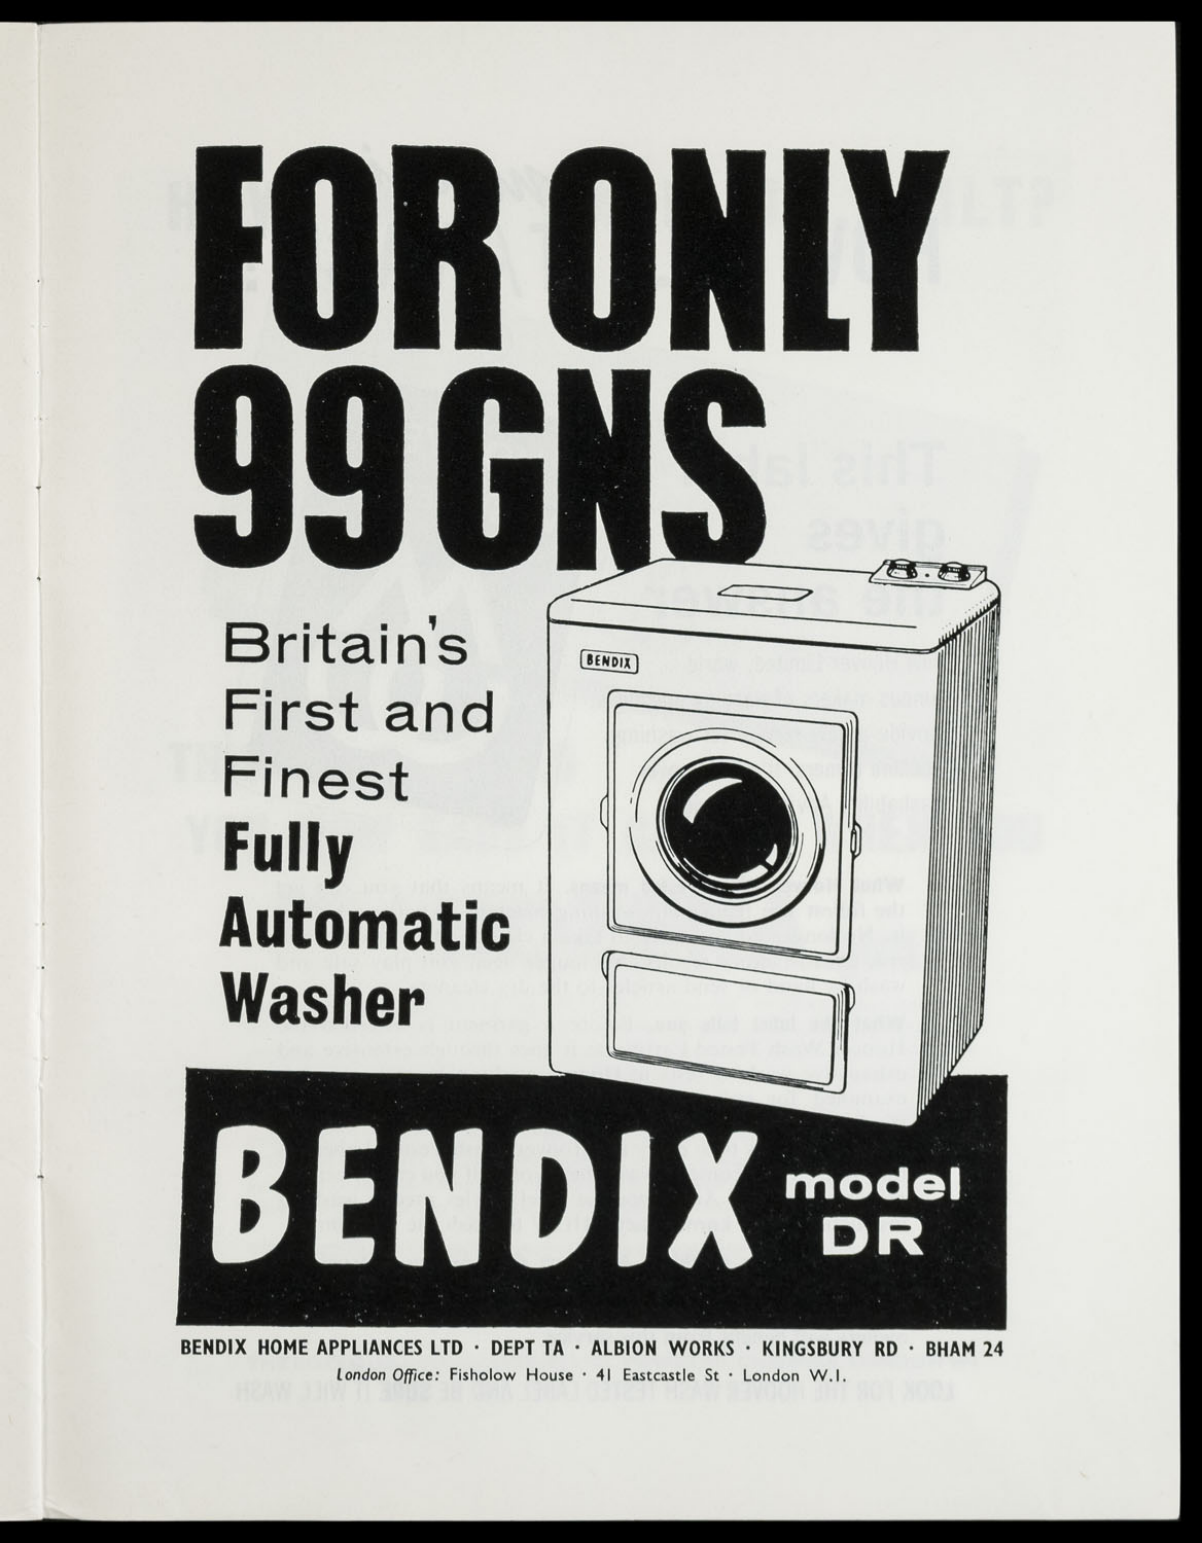 FOR ONLY
99 GNS
Britain's
First and
Finest
Fully
Automatic
Washer
BENDIX
BENDIX
model
DR
BENDIX HOME APPLIANCES LTD · DEPT TA · ALBION WORKS · KINGSBURY RD · BHAM 24
London Office: Fisholow House · 41 Eastcastle St · London W.I.